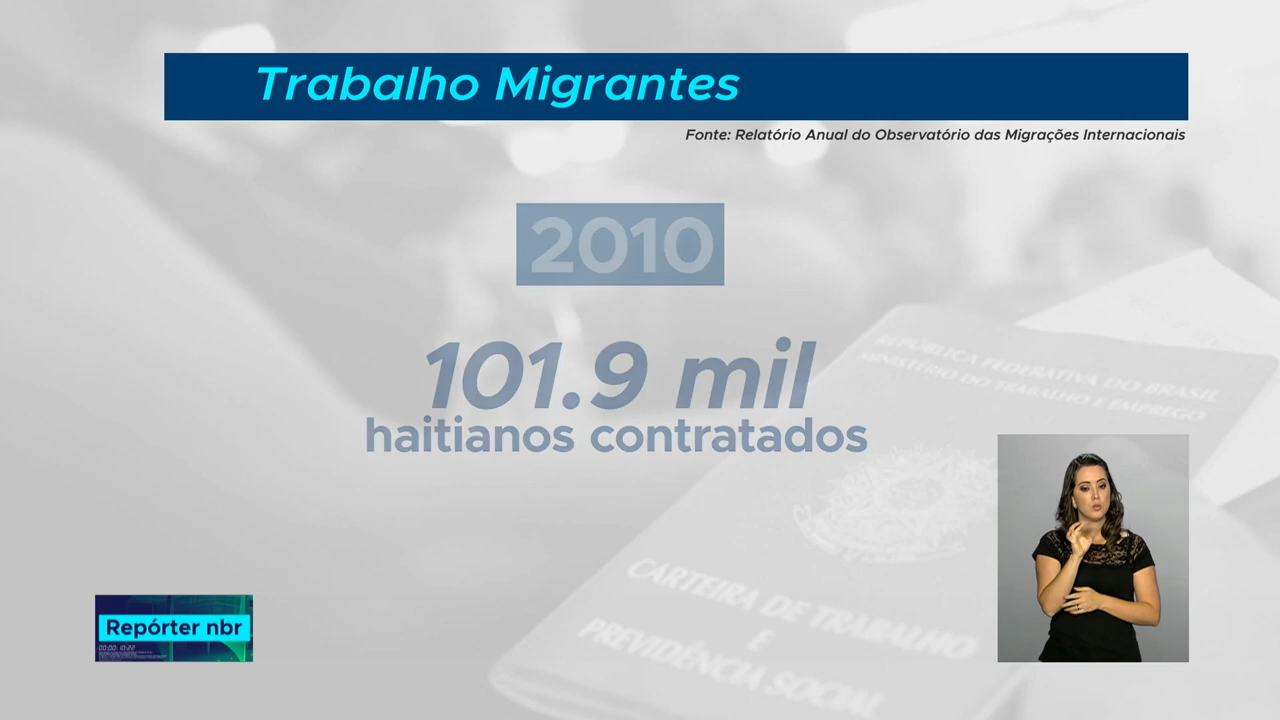 Trabalho Migrantes
Fonte: Relatório Anual do Observatório das Migrações Internacionais
2010
101.9 mil
haitianos contratados
REPÚBLICA FEDERATIVA DO BRASIL
MINISTÉRIO DO TRABALHO E EMPREGO
CARTEIRA DE TRABALHO
E
PREVIDÊNCIA SOCIAL
Repórter nbr